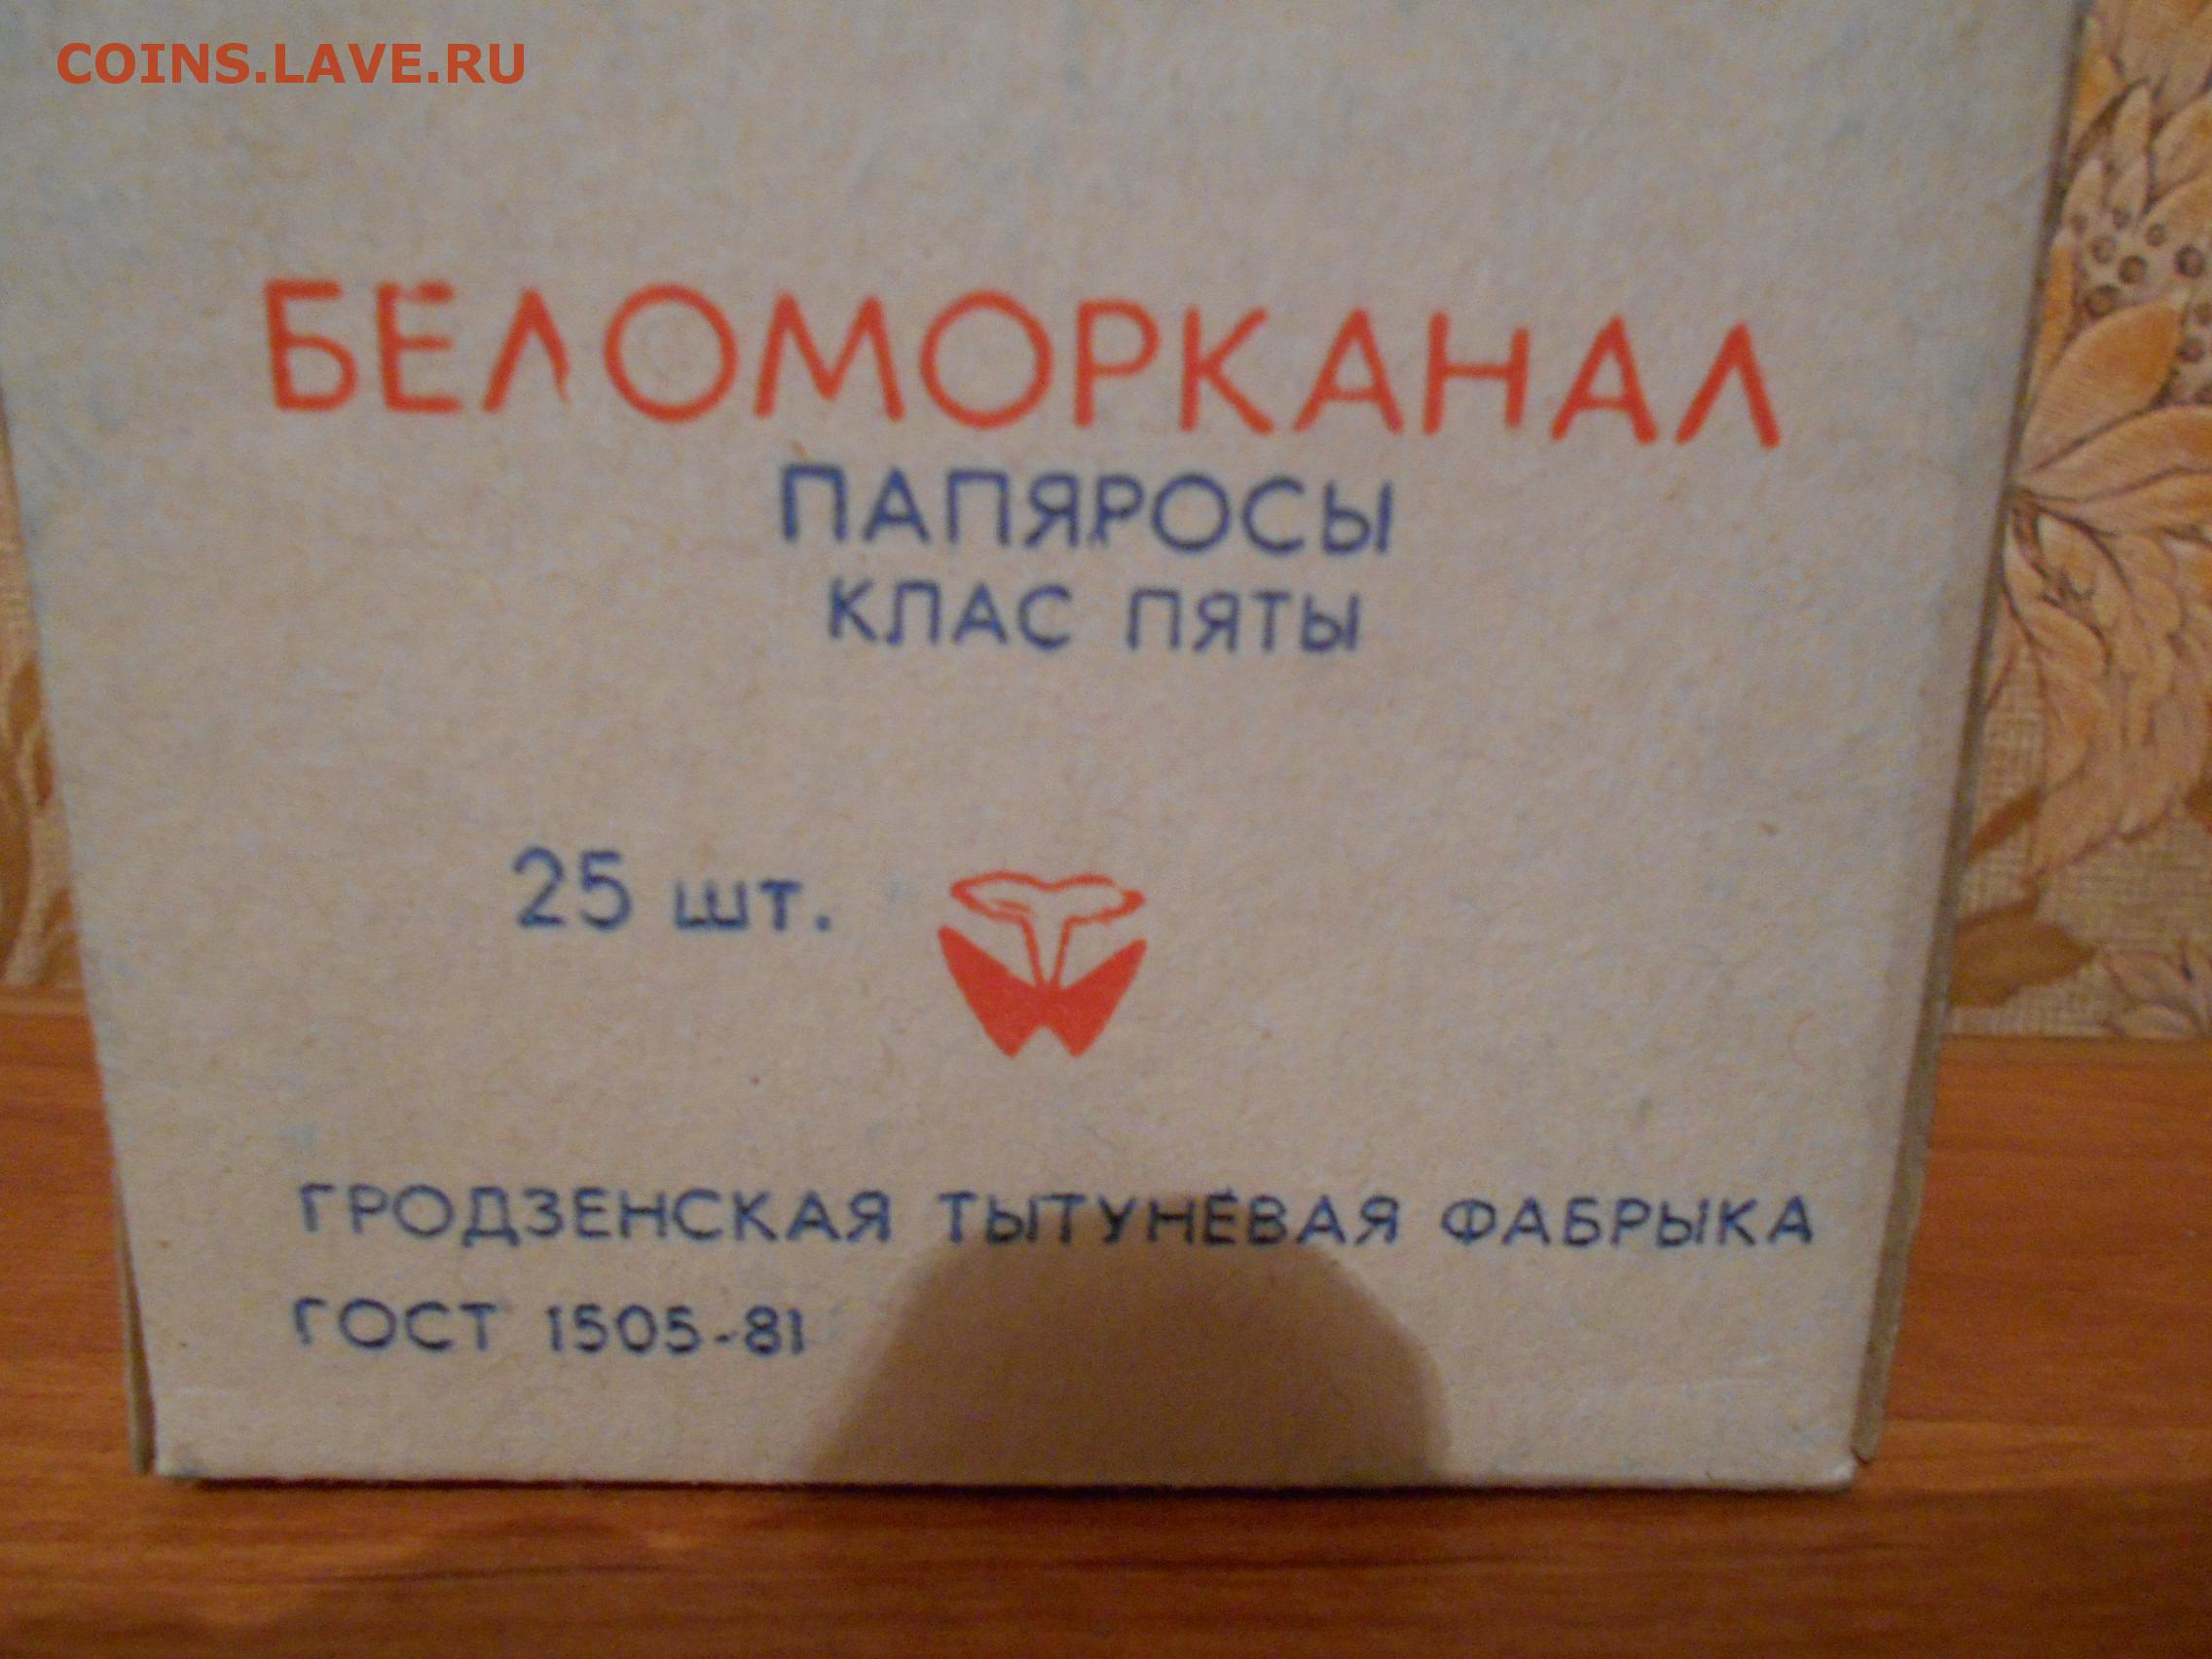 COINS.LAVE.RU
БЕЛОМОРКАНАЛ
ПАПЯРОСЫ
КЛАС ПЯТЫ
25 шт.
ГРОДЗЕНСКАЯ ТЫТУНЁВАЯ ФАБРЫКА
ГОСТ 1505-81